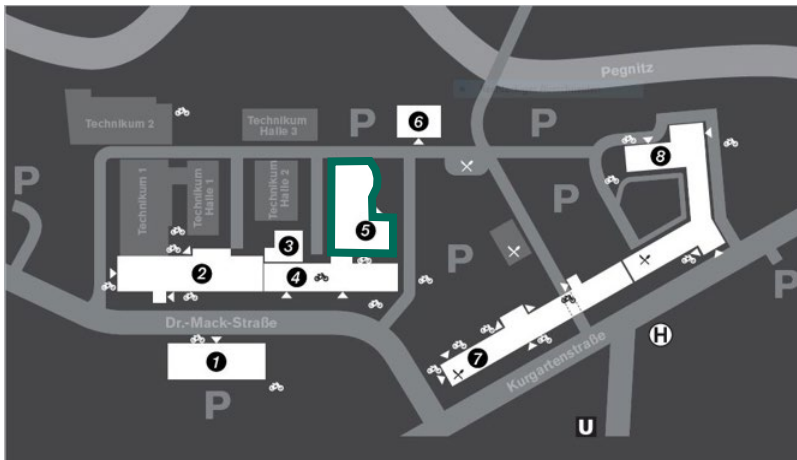 Pegnitz
P
6
P
Technikum 2
Technikum
Halle 3
8
P
Technikum 1
Technikum
Halle 1
Technikum
Halle 2
P
5
3
P
2
4
P
Dr.-Mack-Straße
H
1
7
Kurgartenstraße
P
U